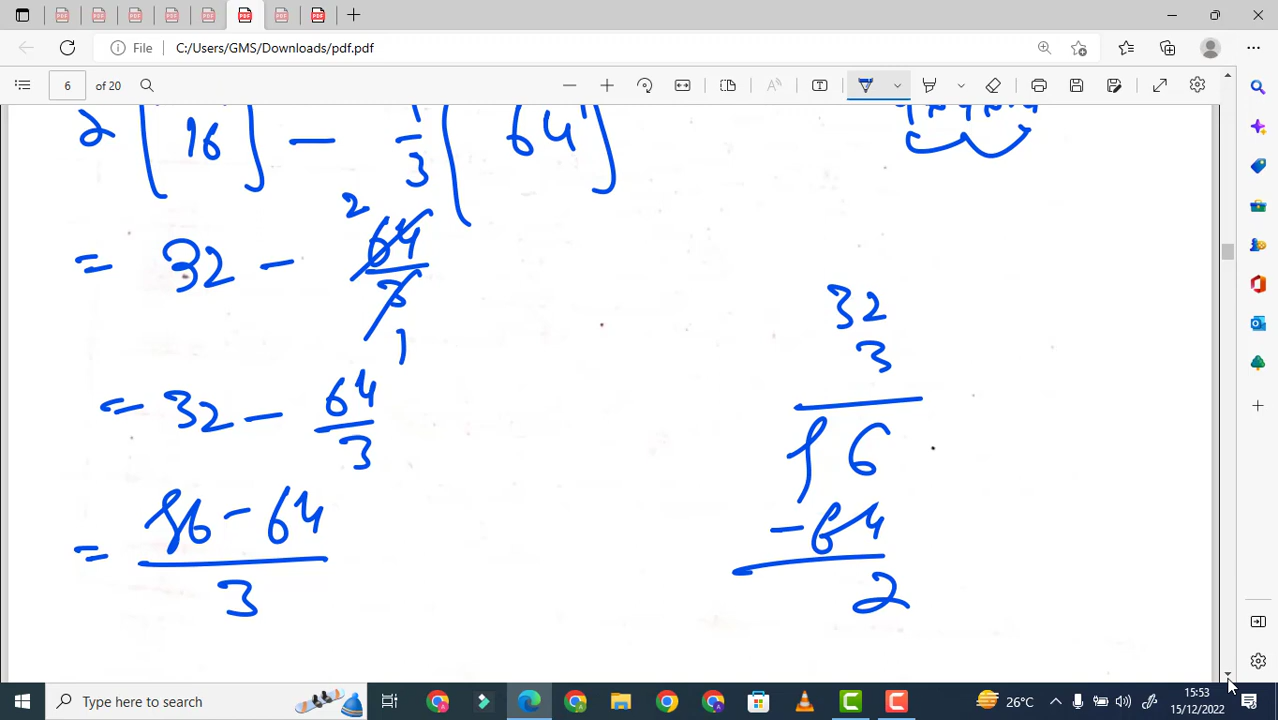 File C:/Users/GMS/Downloads/pdf.pdf
6 of 20
2 [ 16 ] - 1/3 [ 64 ]
= 32 - 64/3
2
1
= 32 - 64/3
= 96 - 64
3
32
3
96
-64
2
Type here to search
26°C
15:53
15/12/2022